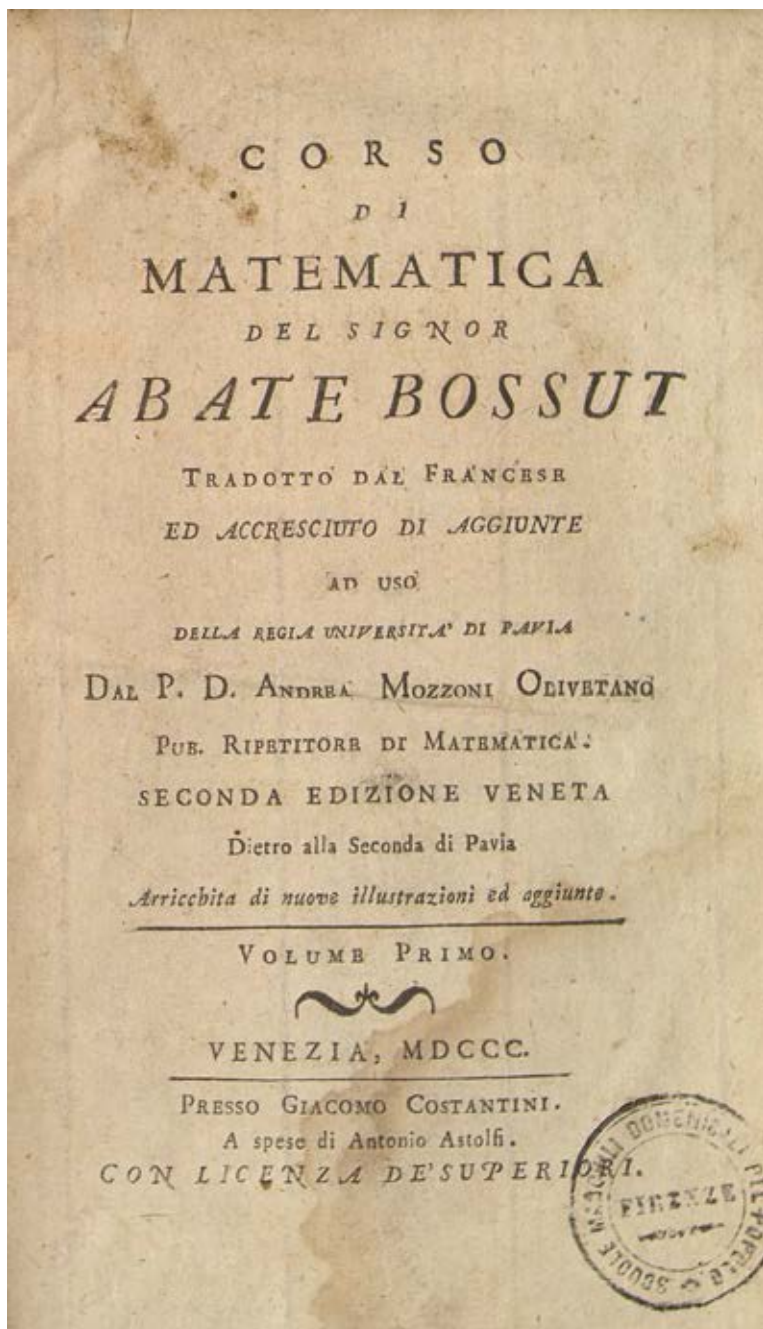 CORSO
DI
MATEMATICA
DEL SIGNOR
ABATE BOSSUT
TRADOTTO DAL FRANCESE
ED ACCRESCIUTO DI AGGIUNTE
AD USO
DELLA REGIA UNIVERSITA' DI PAVIA
DAL P. D. ANDREA MOZZONI OLIVETANO
PUB. RIPETITORE DI MATEMATICA.
SECONDA EDIZIONE VENETA
Dietro alla Seconda di Pavia
Arricchita di nuove illustrazioni ed aggiunte.
VOLUME PRIMO.
VENEZIA, MDCCC.
PRESSO GIACOMO COSTANTINI.
A spese di Antonio Astolfi.
CON LICENZA DE' SUPERIORI.
SCUOLE MASCHILI DOMENICALI
FIRENZE